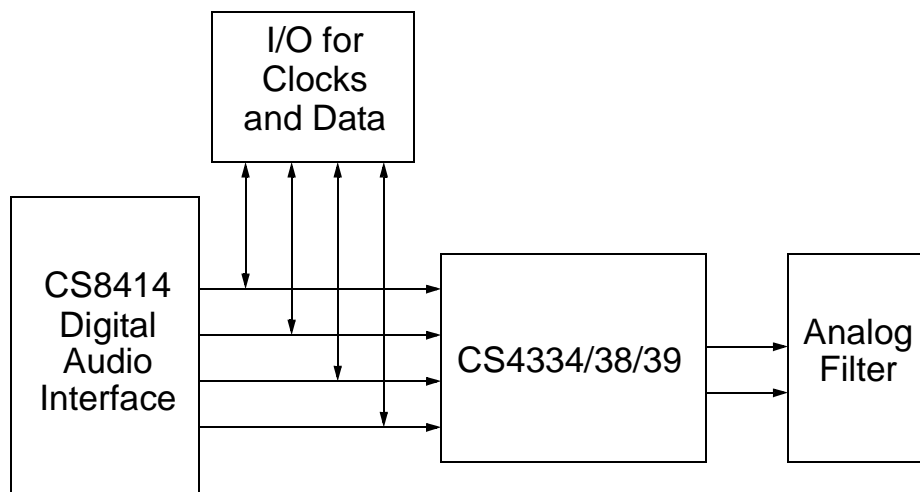 I/O for
Clocks
and Data
CS8414
Digital
Audio
Interface
CS4334/38/39
Analog
Filter